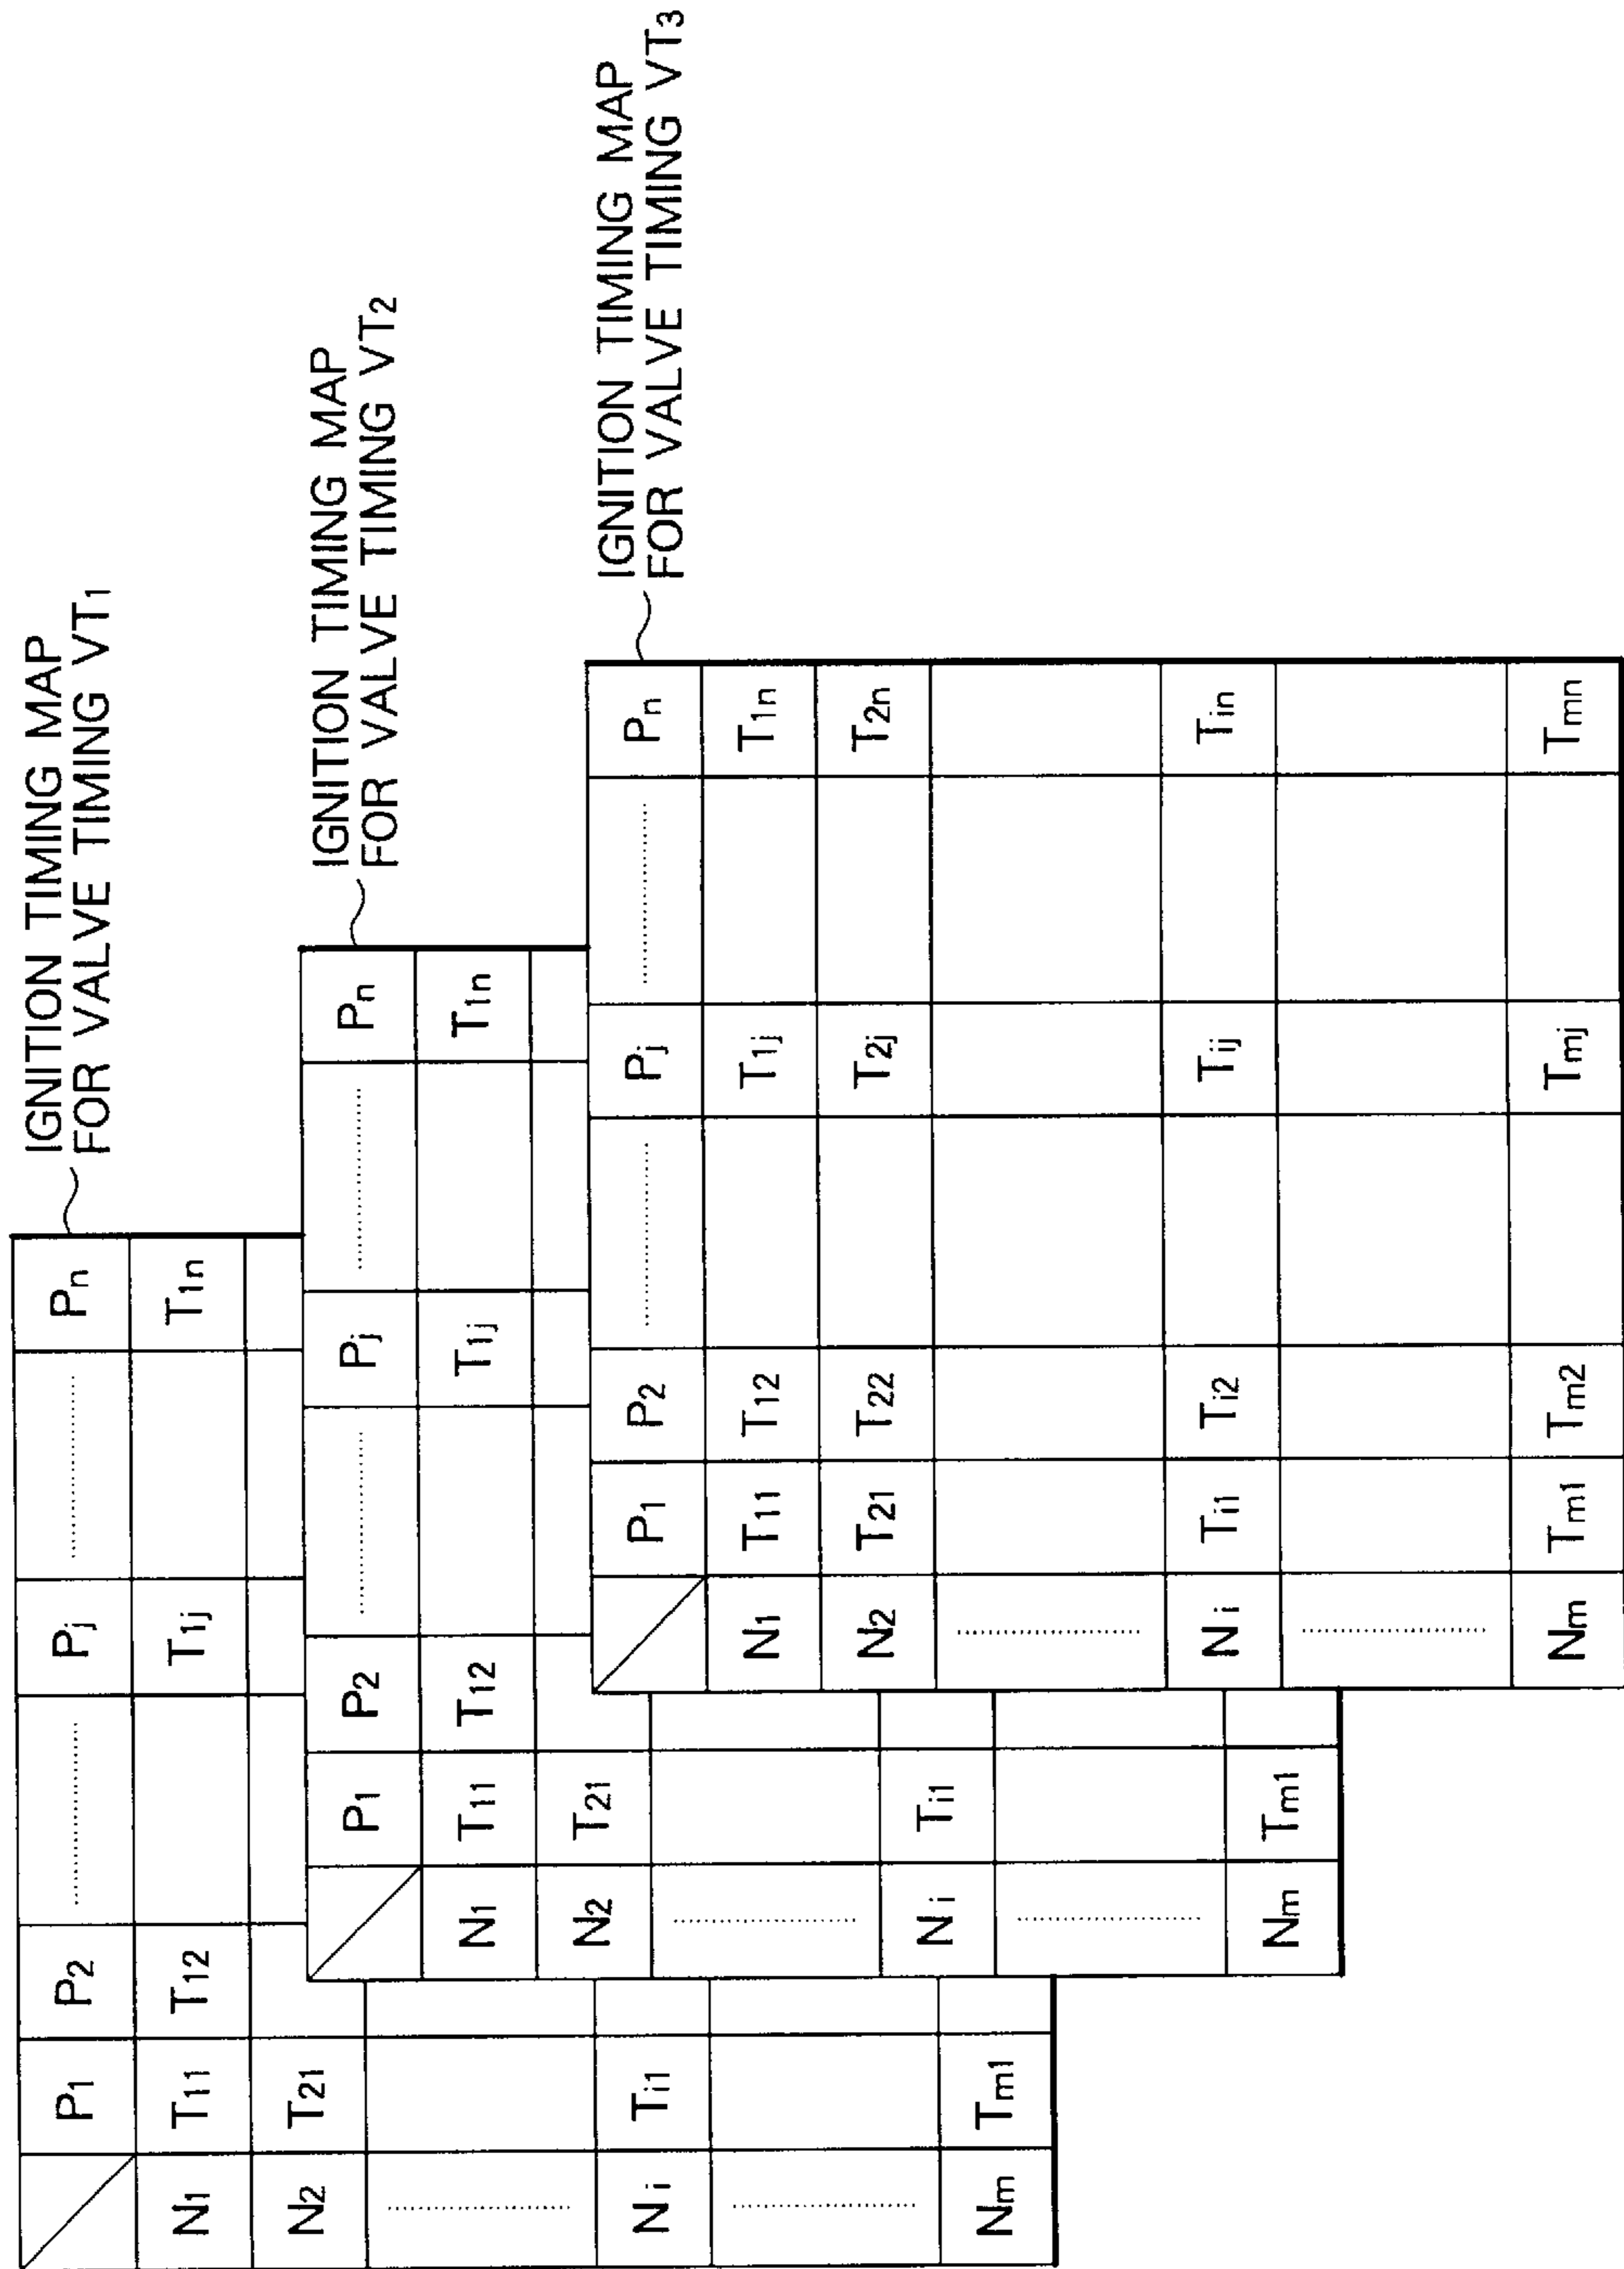 IGNITION TIMING MAP
FOR VALVE TIMING VT1
P1 P2 ............ Pj ............ Pn
N1 T11 T12 T1j T1n
N2 T21
............
Ni Ti1
............
Nm Tm1
IGNITION TIMING MAP
FOR VALVE TIMING VT2
P1 P2 ............ Pj ............ Pn
N1 T11 T12 T1j T1n
N2 T21
............
Ni Ti1
............
Nm Tm1
IGNITION TIMING MAP
FOR VALVE TIMING VT3
P1 P2 ............ Pj ............ Pn
N1 T11 T12 T1j T1n
N2 T21 T22 T2j T2n
............
Ni Ti1 Ti2 Tij Tin
............
Nm Tm1 Tm2 Tmj Tmn